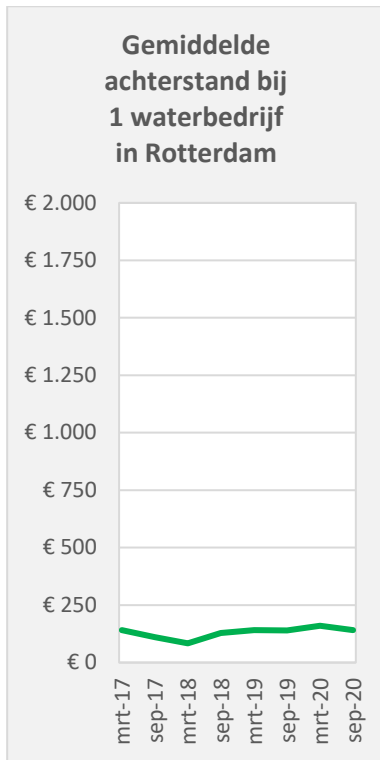 Gemiddelde
achterstand bij
1 waterbedrijf
in Rotterdam
€ 2.000
€ 1.750
€ 1.500
€ 1.250
€ 1.000
€ 750
€ 500
€ 250
€ 0
mrt-17
sep-17
mrt-18
sep-18
mrt-19
sep-19
mrt-20
sep-20